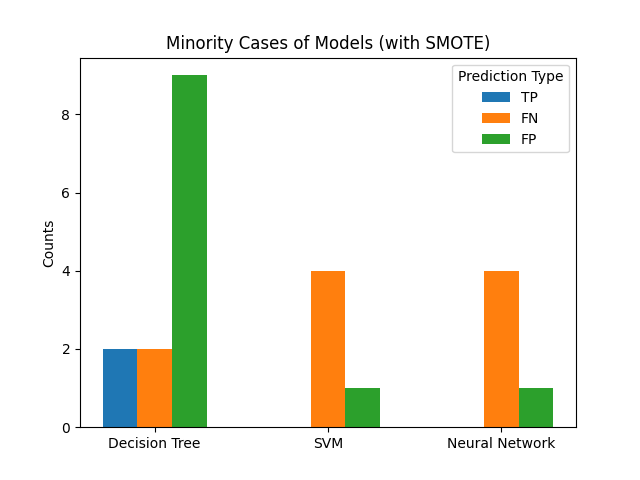 Minority Cases of Models (with SMOTE)
Prediction Type
TP
FN
FP
Counts
8
6
4
2
0
Decision Tree
SVM
Neural Network